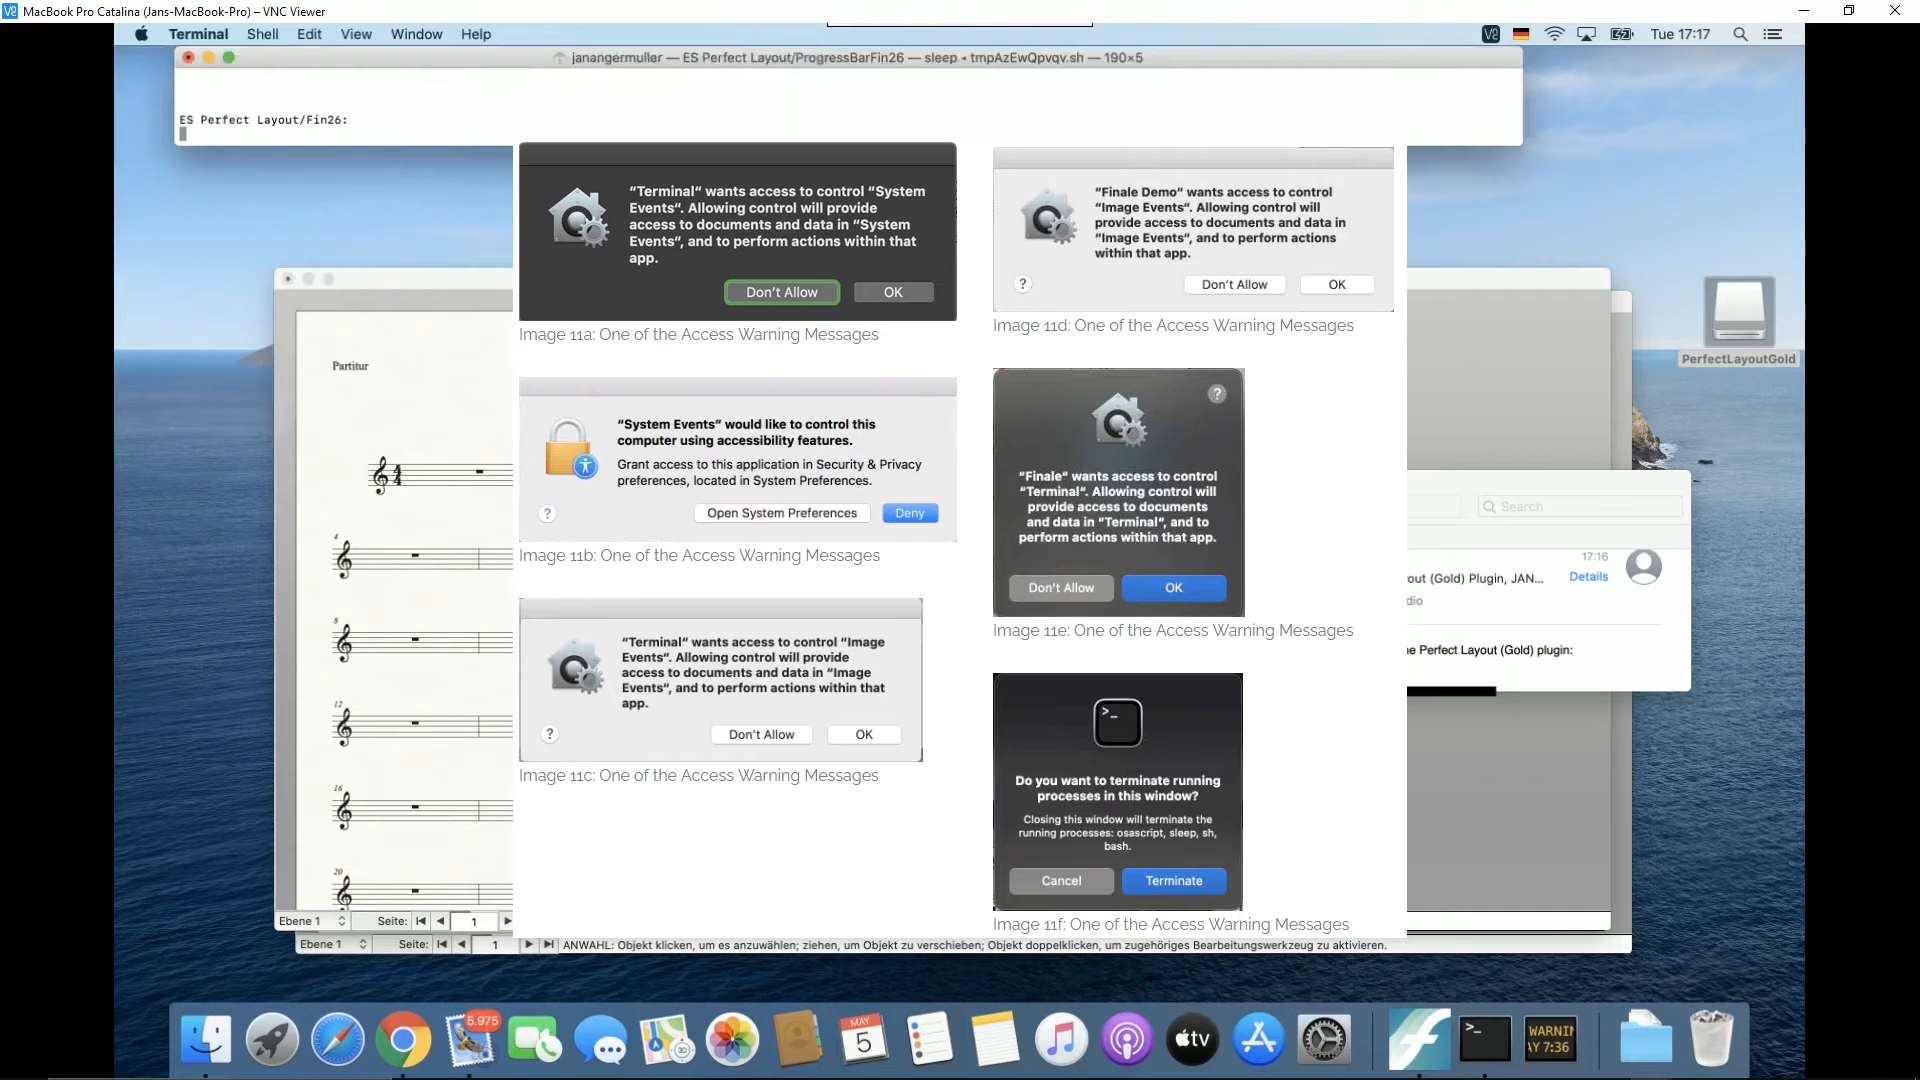 MacBook Pro Catalina (Jans-MacBook-Pro) – VNC Viewer
Terminal Shell Edit View Window Help
Tue 17:17
janangermuller — ES Perfect Layout/ProgressBarFin26 — sleep ◂ tmpAzEwQpvqv.sh — 190×5
ES Perfect Layout/Fin26:
“Terminal“ wants access to control “System
Events“. Allowing control will provide
access to documents and data in “System
Events“, and to perform actions within that
app.
Don't Allow OK
Image 11a: One of the Access Warning Messages
“System Events” would like to control this
computer using accessibility features.
Grant access to this application in Security & Privacy
preferences, located in System Preferences.
? Open System Preferences Deny
Image 11b: One of the Access Warning Messages
“Terminal“ wants access to control “Image
Events“. Allowing control will provide
access to documents and data in “Image
Events“, and to perform actions within that
app.
? Don't Allow OK
Image 11c: One of the Access Warning Messages
“Finale Demo” wants access to control
“Image Events”. Allowing control will
provide access to documents and data in
“Image Events”, and to perform actions
within that app.
? Don't Allow OK
Image 11d: One of the Access Warning Messages
?
“Finale“ wants access to control
“Terminal“. Allowing control will
provide access to documents
and data in “Terminal“, and to
perform actions within that app.
Don't Allow OK
Image 11e: One of the Access Warning Messages
>_
Do you want to terminate running
processes in this window?
Closing this window will terminate the
running processes: osascript, sleep, sh,
bash.
Cancel Terminate
Image 11f: One of the Access Warning Messages
Partitur
4
8
12
16
20
Ebene 1 Seite: 1
Ebene 1 Seite: 1 ANWAHL: Objekt klicken, um es anzuwählen; ziehen, um Objekt zu verschieben; Objekt doppelklicken, um zugehöriges Bearbeitungswerkzeug zu aktivieren.
PerfectLayoutGold
Search
17:16
out (Gold) Plugin, JAN... Details
dio
e Perfect Layout (Gold) plugin:
5.975
3D
MAY
5
tv
>_
WARNIN
AY 7:36